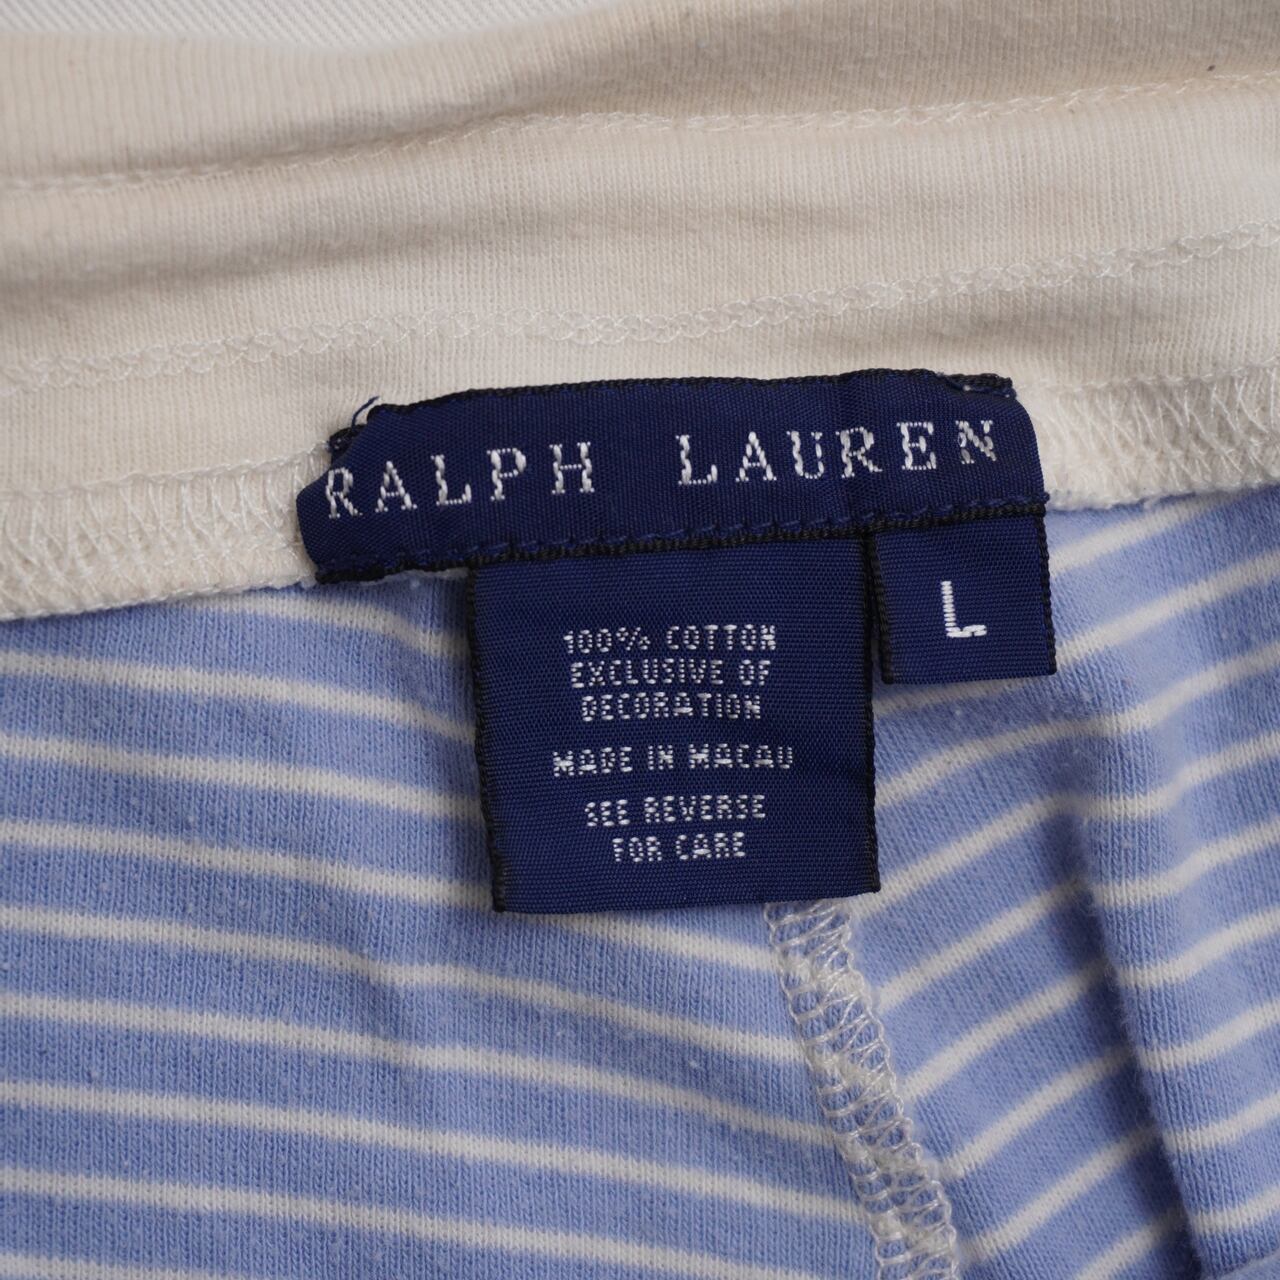 RALPH LAUREN
L
100% COTTON
EXCLUSIVE OF
DECORATION
MADE IN MACAU
SEE REVERSE
FOR CARE